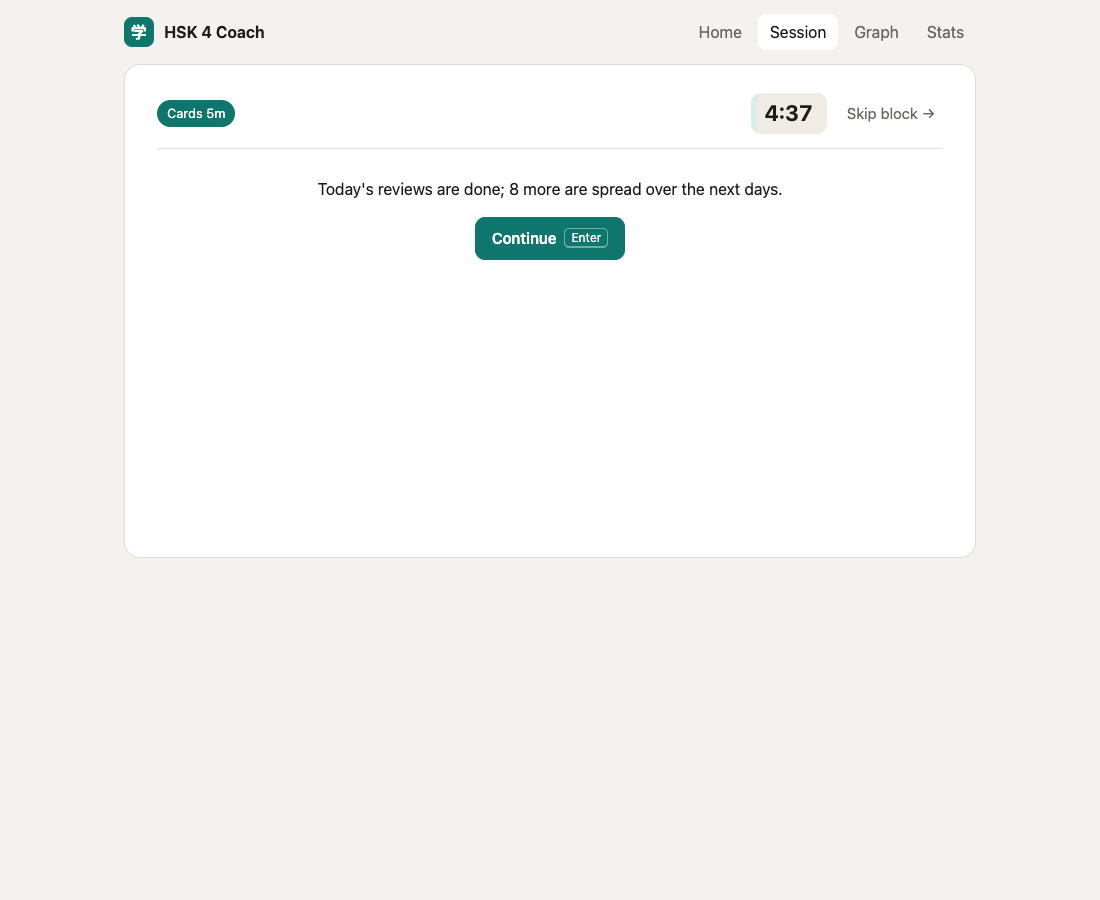 学 HSK 4 Coach Home Session Graph Stats
Cards 5m 4:37 Skip block →
Today's reviews are done; 8 more are spread over the next days.
Continue Enter